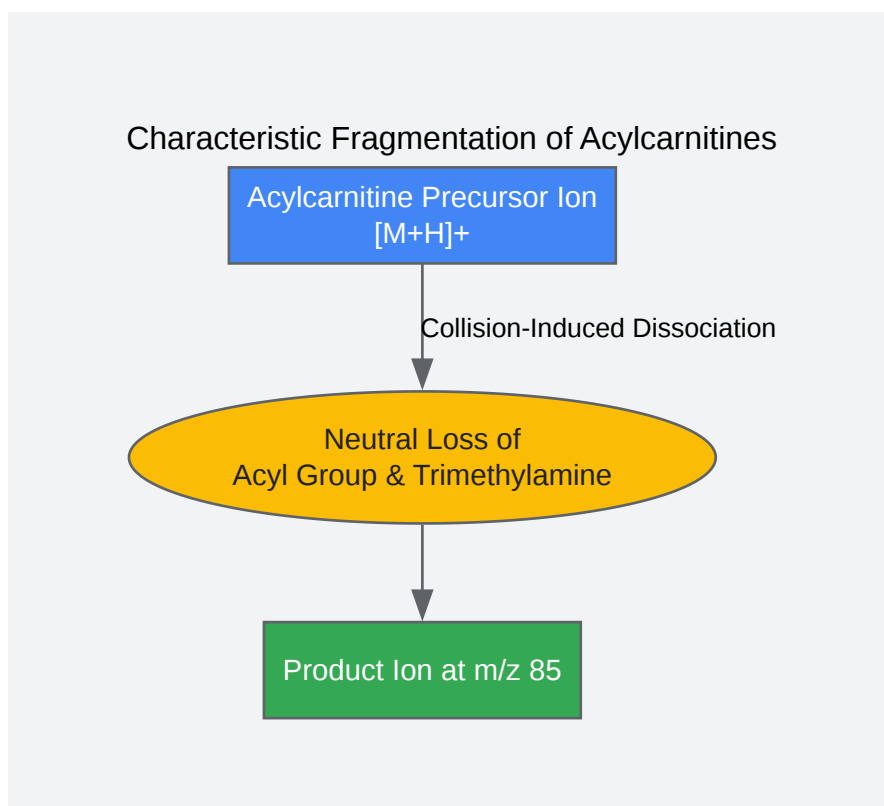 Characteristic Fragmentation of Acylcarnitines
Acylcarnitine Precursor Ion
[M+H]+
Collision-Induced Dissociation
Neutral Loss of
Acyl Group & Trimethylamine
Product Ion at m/z 85